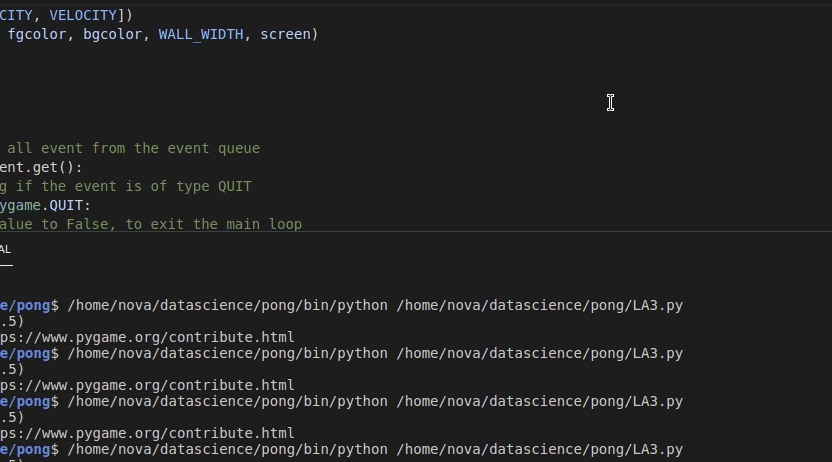 CITY, VELOCITY])
fgcolor, bgcolor, WALL_WIDTH, screen)
all event from the event queue
ent.get():
g if the event is of type QUIT
ygame.QUIT:
alue to False, to exit the main loop
AL
e/pong$ /home/nova/datascience/pong/bin/python /home/nova/datascience/pong/LA3.py
.5)
ps://www.pygame.org/contribute.html
e/pong$ /home/nova/datascience/pong/bin/python /home/nova/datascience/pong/LA3.py
.5)
ps://www.pygame.org/contribute.html
e/pong$ /home/nova/datascience/pong/bin/python /home/nova/datascience/pong/LA3.py
.5)
ps://www.pygame.org/contribute.html
e/pong$ /home/nova/datascience/pong/bin/python /home/nova/datascience/pong/LA3.py